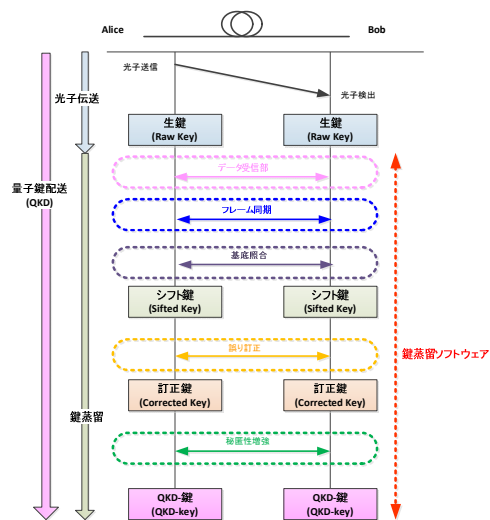 Alice
Bob
光子送信
光子検出
光子伝送
生鍵
(Raw Key)
生鍵
(Raw Key)
データ受信部
量子鍵配送
(QKD)
フレーム同期
基底照合
シフト鍵
(Sifted Key)
シフト鍵
(Sifted Key)
誤り訂正
鍵蒸留ソフトウェア
訂正鍵
(Corrected Key)
訂正鍵
(Corrected Key)
鍵蒸留
秘匿性増強
QKD-鍵
(QKD-key)
QKD-鍵
(QKD-key)